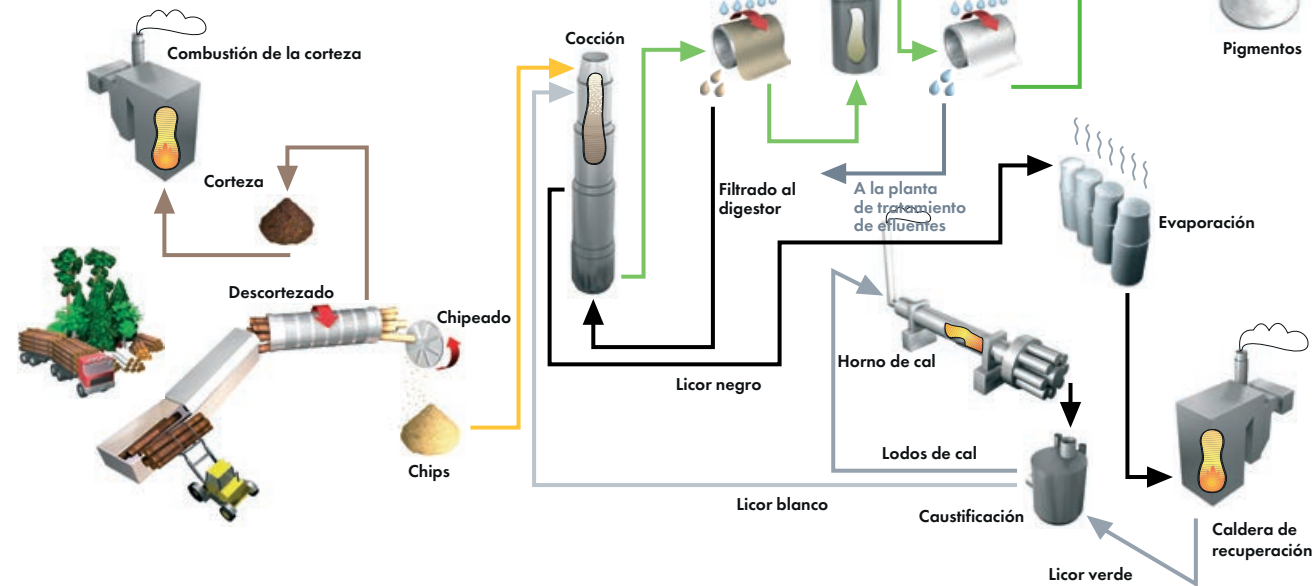 Cocción
Combustión de la corteza
Pigmentos
Corteza
Filtrado al
digestor
A la planta
de tratamiento
de efluentes
Evaporación
Descortezado
Chipeado
Horno de cal
Licor negro
Chips
Lodos de cal
Licor blanco
Caustificación
Caldera de
recuperación
Licor verde